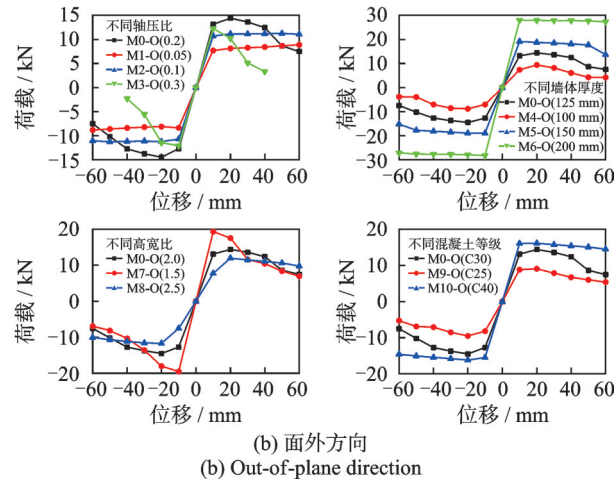 不同轴压比
M0-O(0.2)
M1-O(0.05)
M2-O(0.1)
M3-O(0.3)
荷载 / kN
15
10
5
0
−5
−10
−15
−60 −40 −20 0 20 40 60
位移 / mm
不同墙体厚度
M0-O(125 mm)
M4-O(100 mm)
M5-O(150 mm)
M6-O(200 mm)
荷载 / kN
30
20
10
0
−10
−20
−30
−60 −40 −20 0 20 40 60
位移 / mm
不同高宽比
M0-O(2.0)
M7-O(1.5)
M8-O(2.5)
荷载 / kN
20
10
0
−10
−20
−60 −40 −20 0 20 40 60
位移 / mm
不同混凝土等级
M0-O(C30)
M9-O(C25)
M10-O(C40)
荷载 / kN
20
10
0
−10
−20
−60 −40 −20 0 20 40 60
位移 / mm
(b) 面外方向
(b) Out-of-plane direction